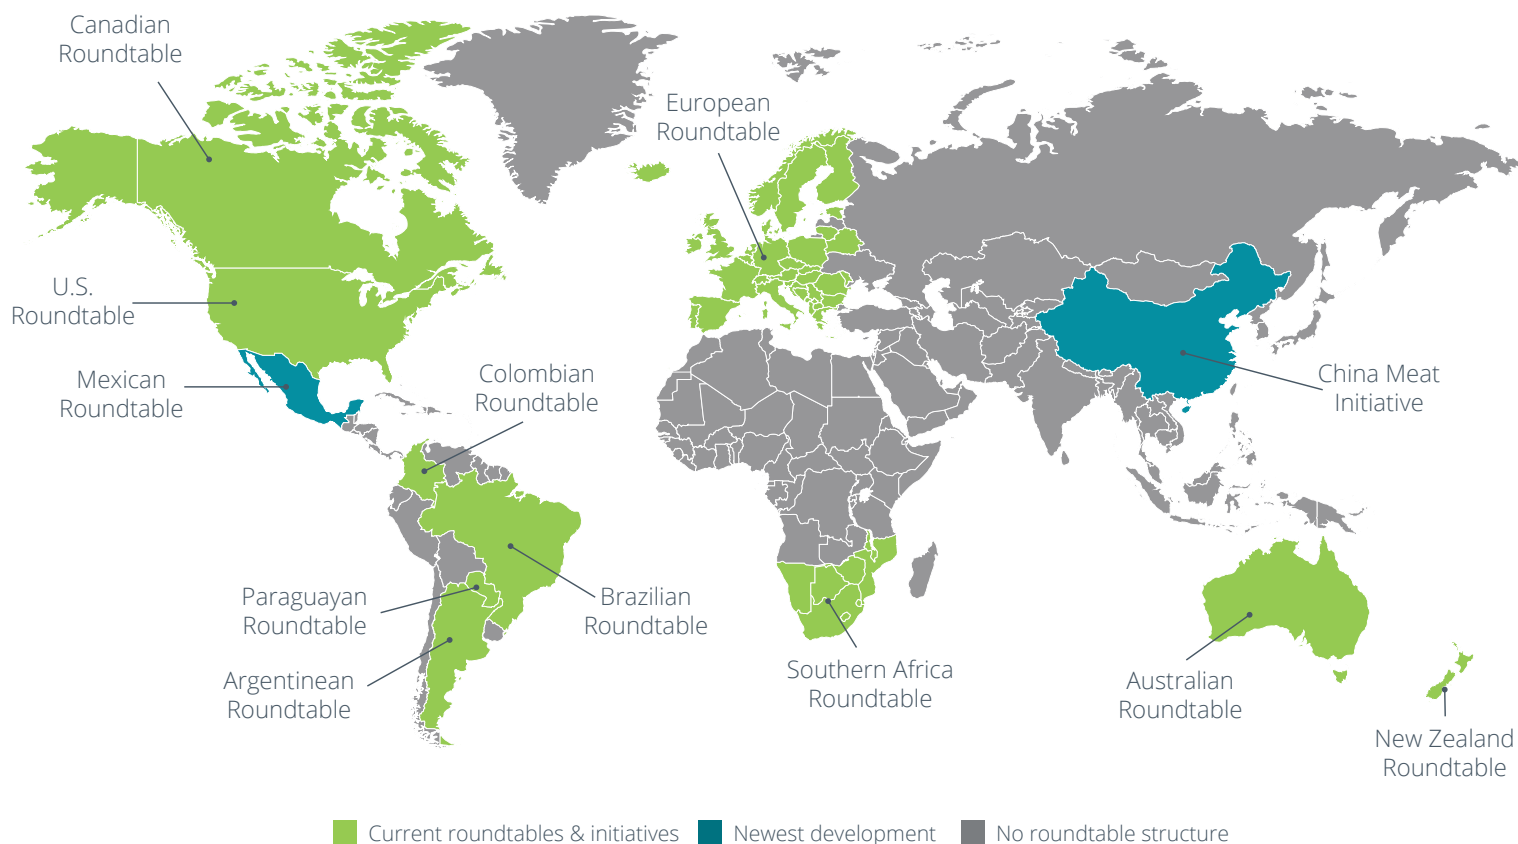 Canadian
Roundtable
European
Roundtable
U.S.
Roundtable
Mexican
Roundtable
Colombian
Roundtable
China Meat
Initiative
Paraguayan
Roundtable
Brazilian
Roundtable
Argentinean
Roundtable
Southern Africa
Roundtable
Australian
Roundtable
New Zealand
Roundtable
Current roundtables & initiatives
Newest development
No roundtable structure